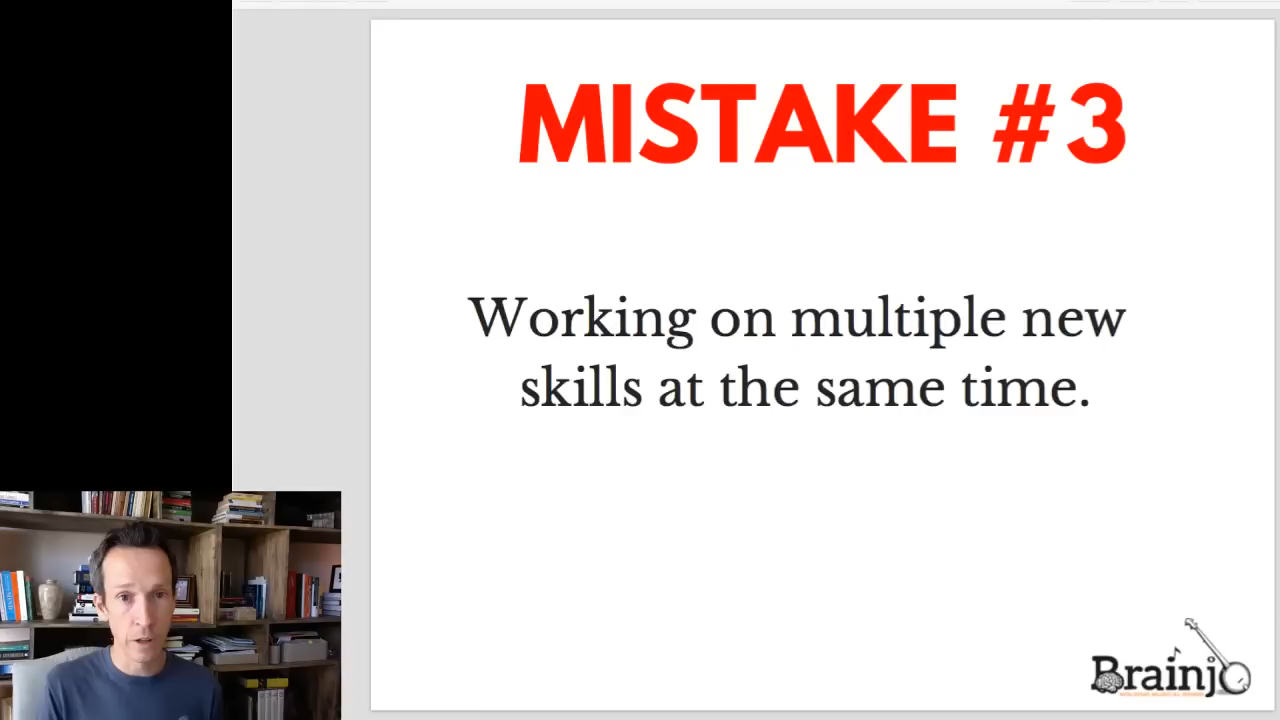 MISTAKE #3
Working on multiple new
skills at the same time.
Brainjo